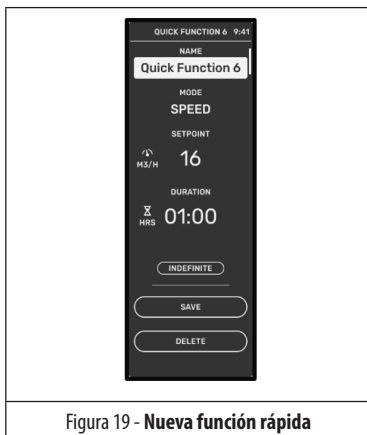 QUICK FUNCTION 6 9:41
NAME
Quick Function 6
MODE
SPEED
SETPOINT
M3/H 16
DURATION
HRS 01:00
INDEFINITE
SAVE
DELETE
Figura 19 - Nueva función rápida